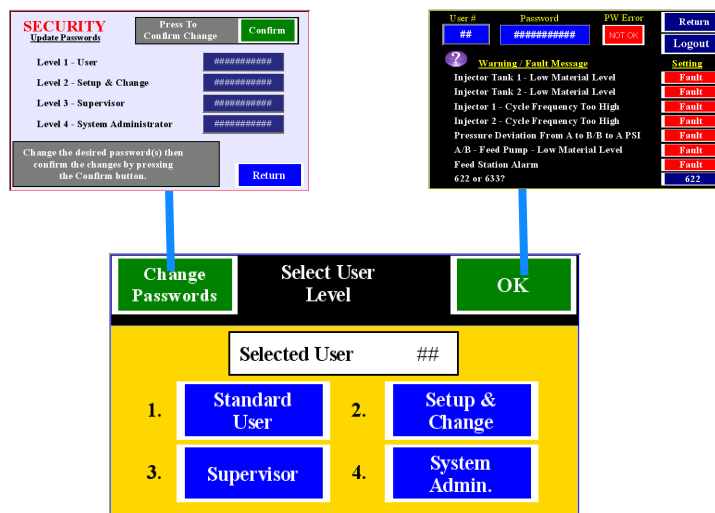 SECURITY
Update Passwords
Press To
Confirm Change
Confirm
Level 1 - User
###########
Level 2 - Setup & Change
###########
Level 3 - Supervisor
###########
Level 4 - System Administrator
###########
Change the desired password(s) then
confirm the changes by pressing
the Confirm button.
Return
User #
Password
PW Error
Return
##
###########
NOT OK
Logout
?
Warning / Fault Message
Setting
Injector Tank 1 - Low Material Level
Fault
Injector Tank 2 - Low Material Level
Fault
Injector 1 - Cycle Frequency Too High
Fault
Injector 2 - Cycle Frequency Too High
Fault
Pressure Deviation From A to B/B to A PSI
Fault
A/B - Feed Pump - Low Material Level
Fault
Feed Station Alarm
Fault
622 or 633?
622
Change
Passwords
Select User
Level
OK
Selected User ##
1.
Standard
User
2.
Setup &
Change
3.
Supervisor
4.
System
Admin.